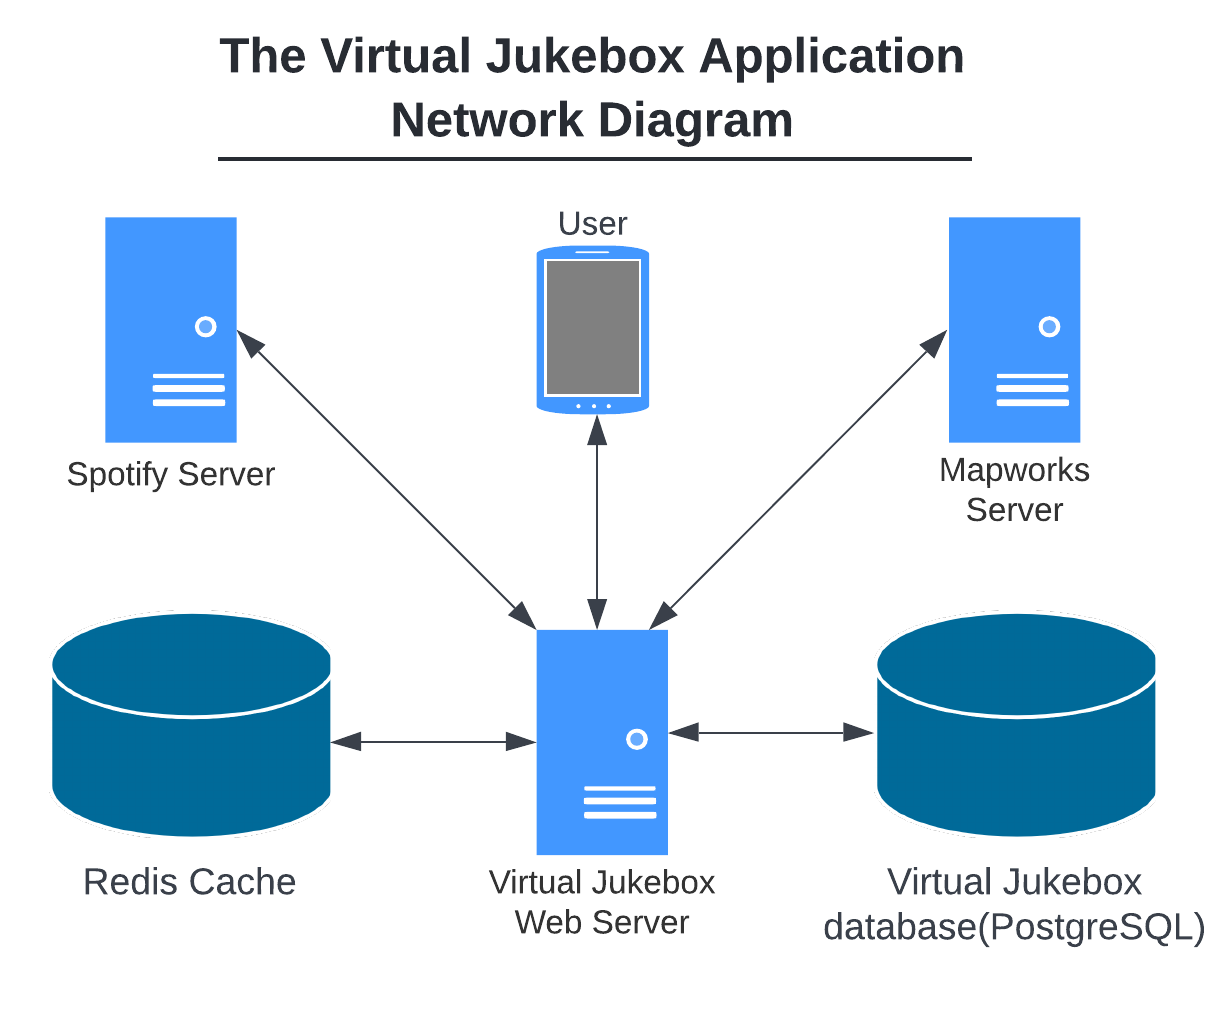 The Virtual Jukebox Application
Network Diagram
User
Spotify Server
Mapworks
Server
Redis Cache
Virtual Jukebox
Web Server
Virtual Jukebox
database(PostgreSQL)